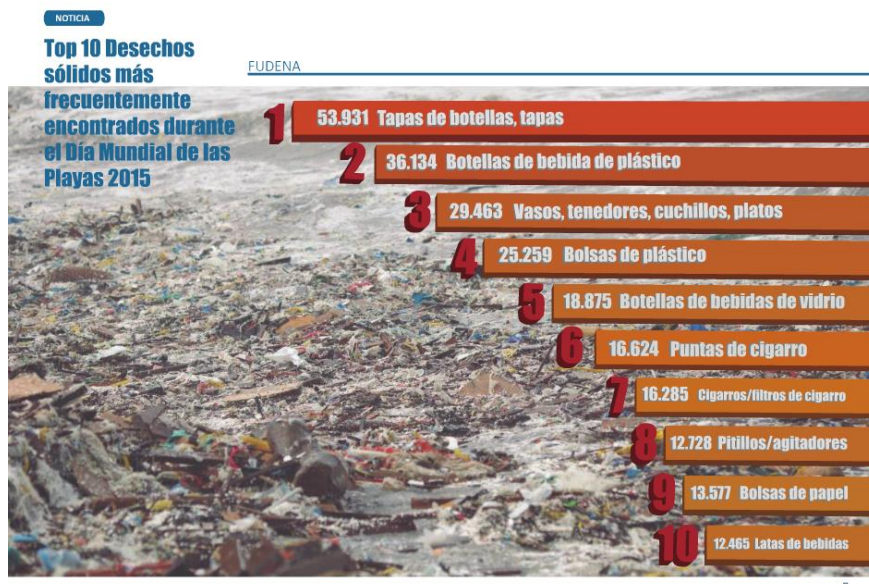 NOTICIA
Top 10 Desechos
sólidos más
frecuentemente
encontrados durante
el Día Mundial de las
Playas 2015
FUDENA
1 53.931 Tapas de botellas, tapas
2 36.134 Botellas de bebida de plástico
3 29.463 Vasos, tenedores, cuchillos, platos
4 25.259 Bolsas de plástico
5 18.875 Botellas de bebidas de vidrio
6 16.624 Puntas de cigarro
7 16.285 Cigarros/filtros de cigarro
8 12.728 Pitillos/agitadores
9 13.577 Bolsas de papel
10 12.465 Latas de bebidas